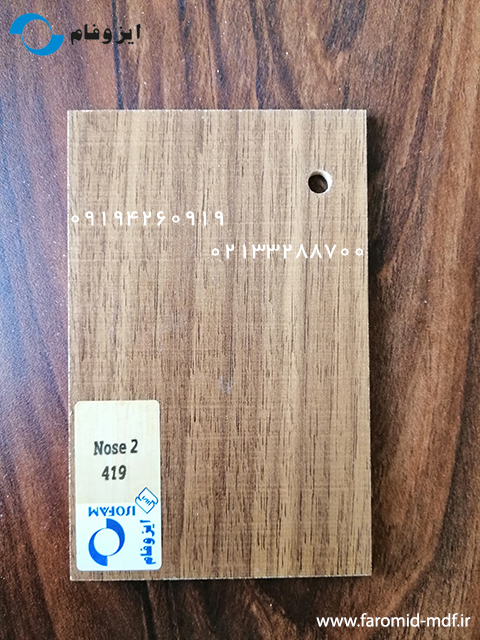 ایزوفام
۰۹۱۹۴۲۶۰۹۱۹
۰۲۱۳۳۲۸۸۷۰۰
Nose 2
419
ISOFAM
ایزوفام
www.faromid-mdf.ir